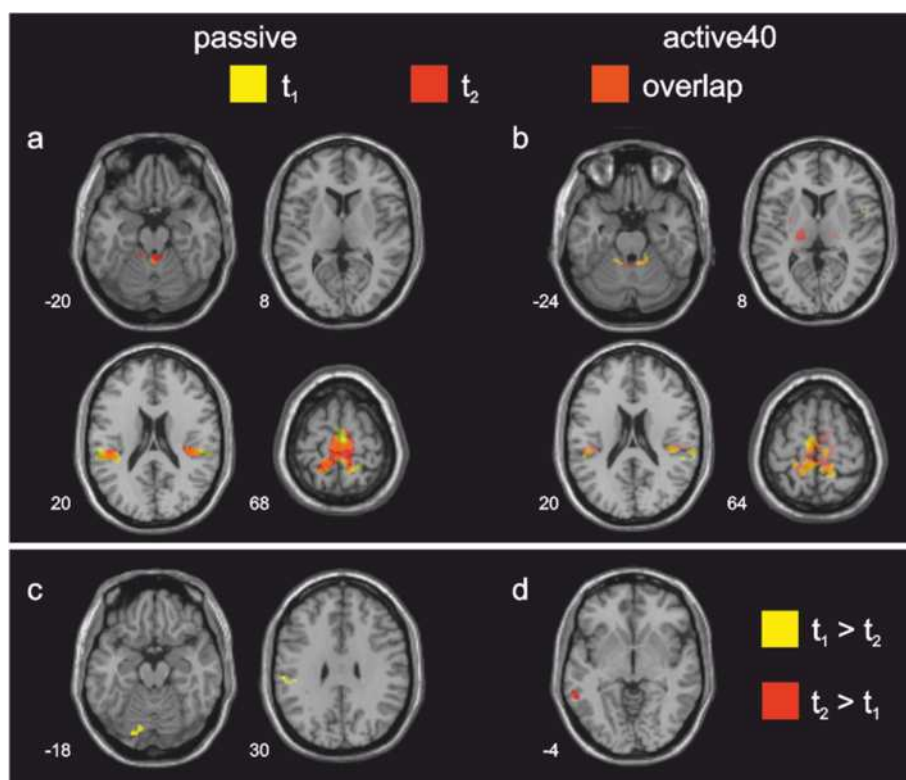 passive active40
t₁ t₂ overlap
a b
-20 8 -24 8
20 68 20 64
c d
t₁ > t₂
t₂ > t₁
-18 30 -4